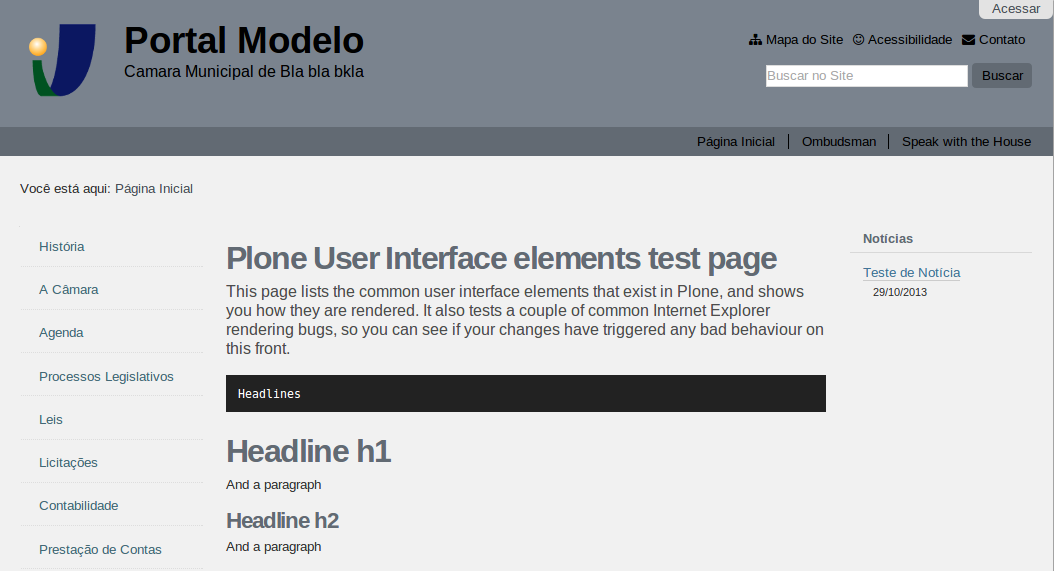 Acessar
Portal Modelo
Camara Municipal de Bla bla bkla
Mapa do Site Acessibilidade Contato
Buscar no Site Buscar
Página Inicial Ombudsman Speak with the House
Você está aqui: Página Inicial
História
A Câmara
Agenda
Processos Legislativos
Leis
Licitações
Contabilidade
Prestação de Contas
Plone User Interface elements test page
This page lists the common user interface elements that exist in Plone, and shows
you how they are rendered. It also tests a couple of common Internet Explorer
rendering bugs, so you can see if your changes have triggered any bad behaviour on
this front.
Headlines
Headline h1
And a paragraph
Headline h2
And a paragraph
Notícias
Teste de Notícia
29/10/2013